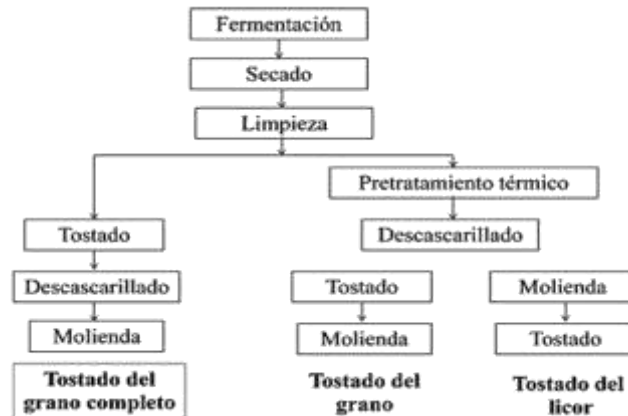 Fermentación
Secado
Limpieza
Pretratamiento térmico
Tostado
Descascarillado
Descascarillado
Tostado
Molienda
Molienda
Molienda
Tostado
Tostado del
grano completo
Tostado del
grano
Tostado del
licor